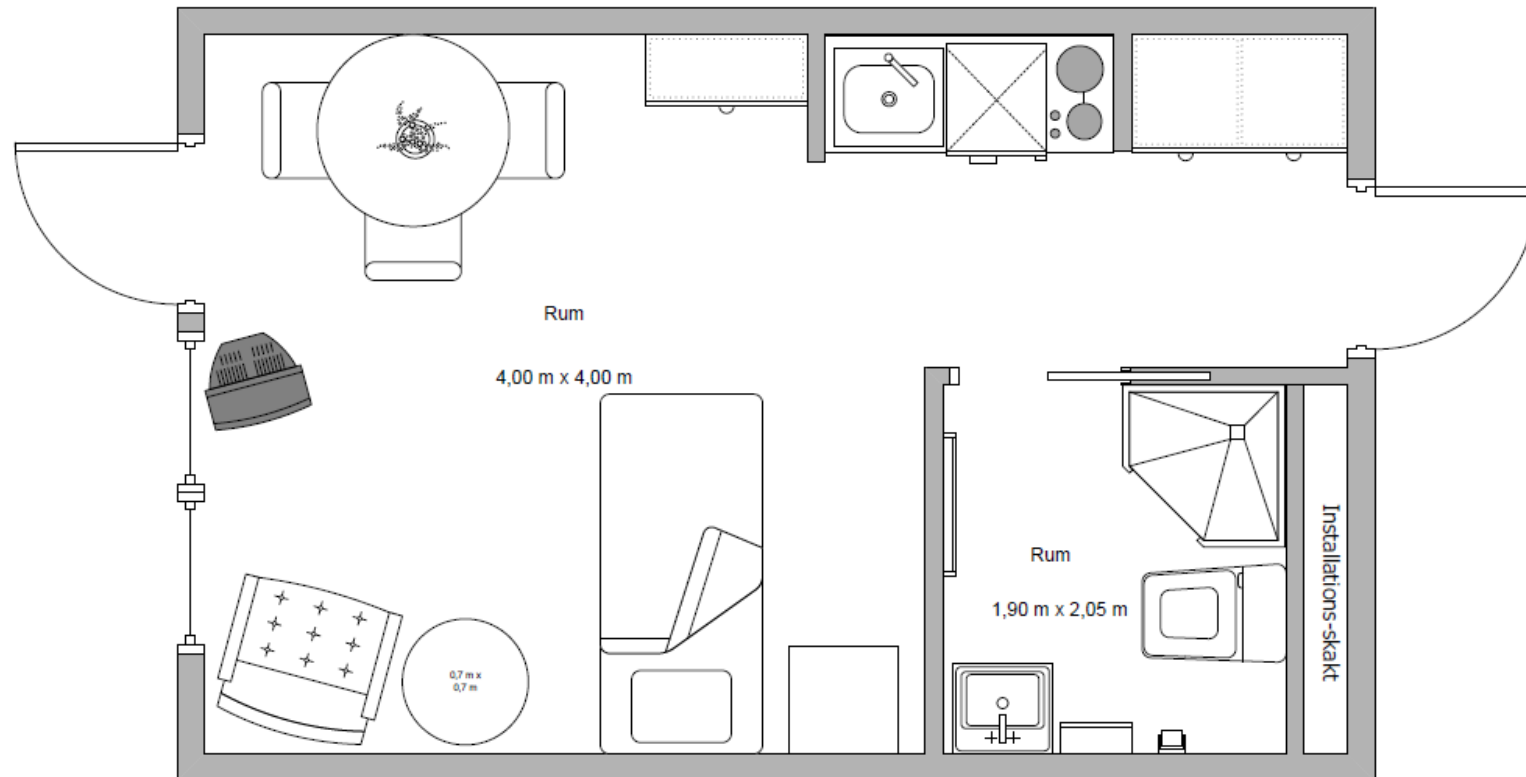 Rum
4,00 m x 4,00 m
0,7 m x
0,7 m
Rum
1,90 m x 2,05 m
Installations-skakt